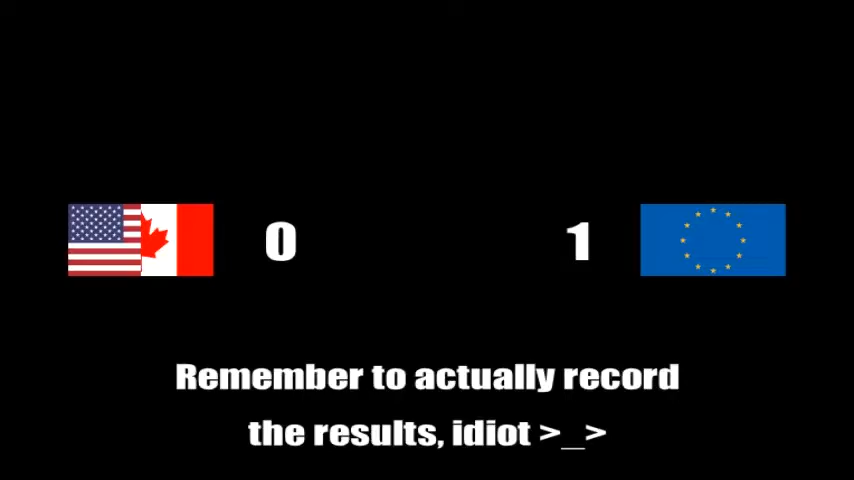 0 1
Remember to actually record
the results, idiot >_>